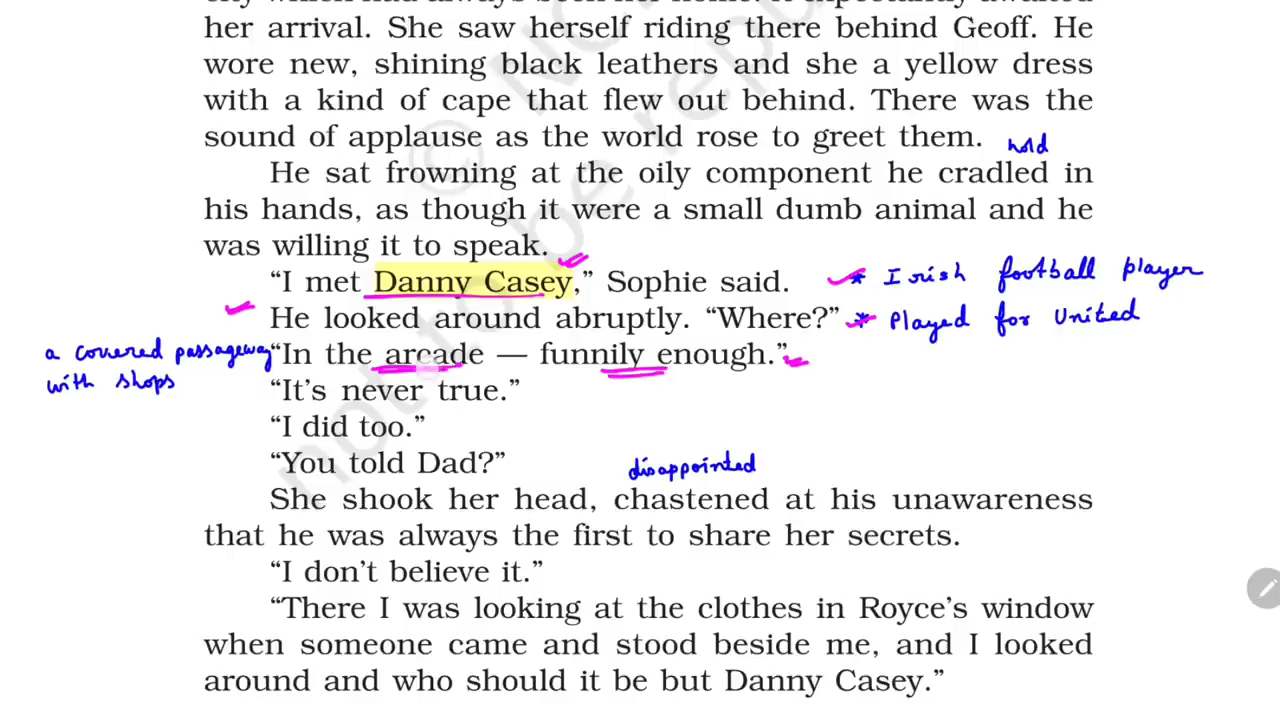 her arrival. She saw herself riding there behind Geoff. He
wore new, shining black leathers and she a yellow dress
with a kind of cape that flew out behind. There was the
sound of applause as the world rose to greet them.
hold
He sat frowning at the oily component he cradled in
his hands, as though it were a small dumb animal and he
was willing it to speak.
“I met Danny Casey,” Sophie said.
* Irish football player
He looked around abruptly. “Where?”
* Played for United
a covered passageway
with shops
“In the arcade — funnily enough.”
“It’s never true.”
“I did too.”
“You told Dad?”
disappointed
She shook her head, chastened at his unawareness
that he was always the first to share her secrets.
“I don’t believe it.”
“There I was looking at the clothes in Royce’s window
when someone came and stood beside me, and I looked
around and who should it be but Danny Casey.”
not to be repu